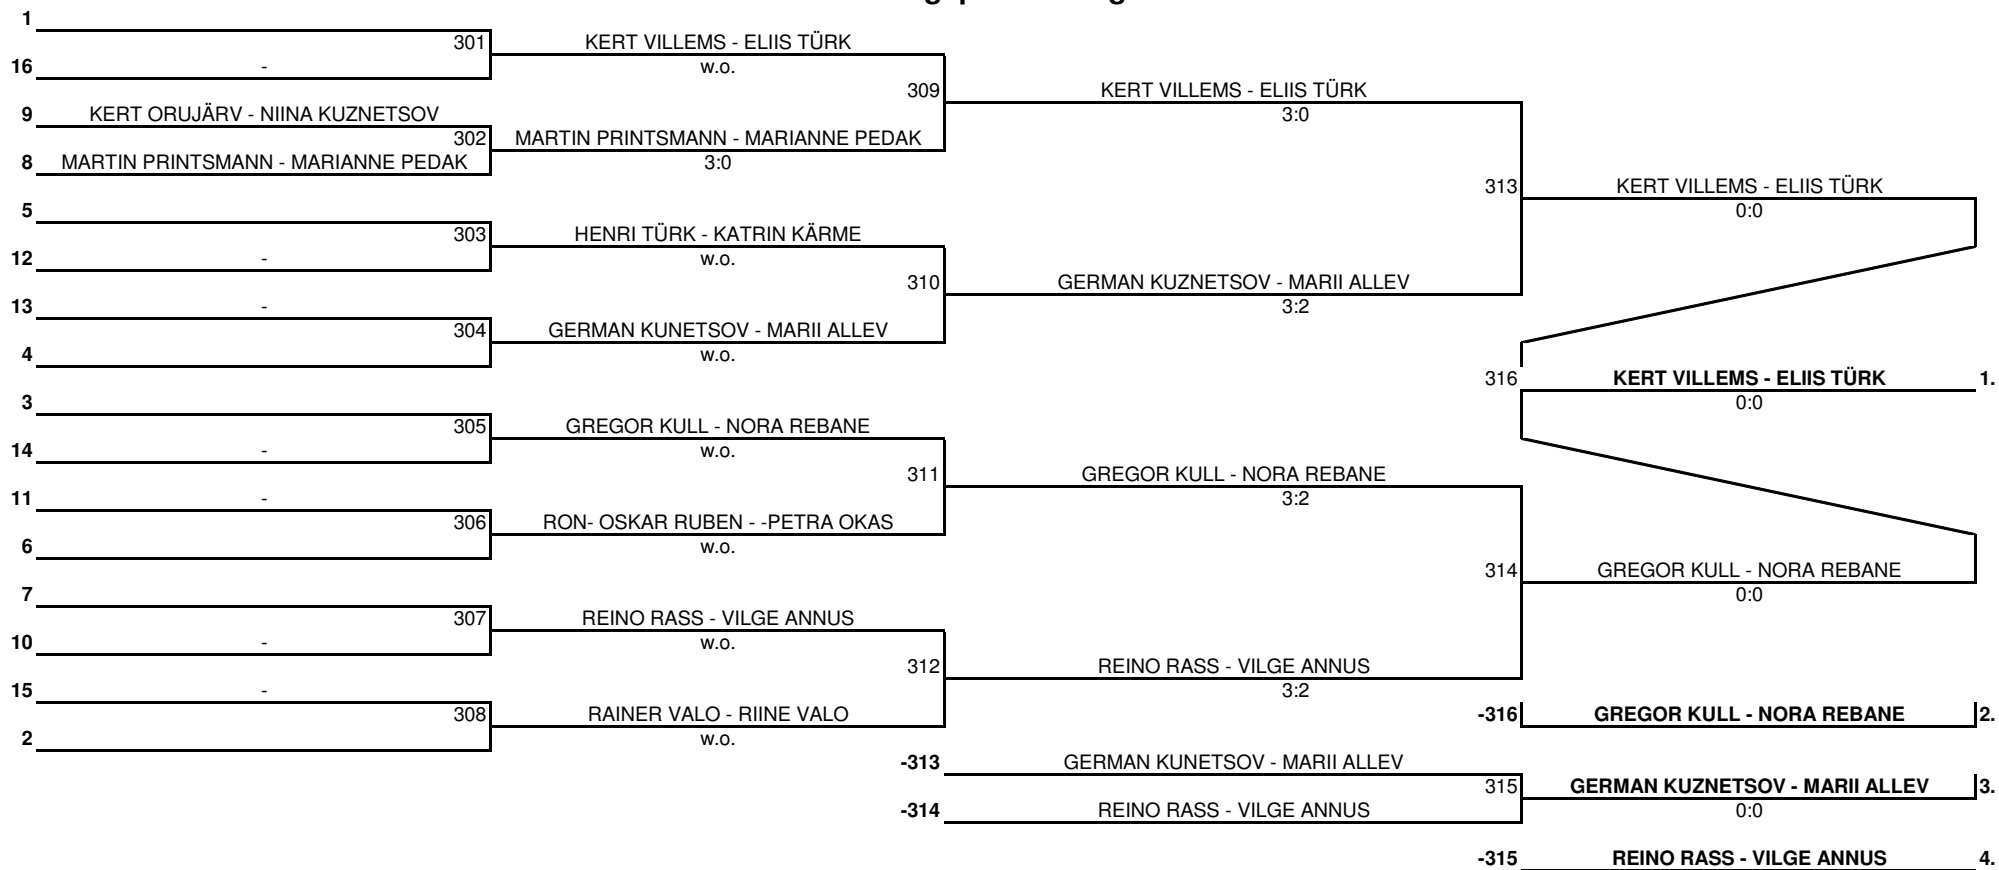 1
301 KERT VILLEMS - ELIIS TÜRK
16 - w.o.
309 KERT VILLEMS - ELIIS TÜRK
9 KERT ORUJÄRV - NIINA KUZNETSOV 3:0
302 MARTIN PRINTSMANN - MARIANNE PEDAK
8 MARTIN PRINTSMANN - MARIANNE PEDAK 3:0
313 KERT VILLEMS - ELIIS TÜRK
5 0:0
303 HENRI TÜRK - KATRIN KÄRME
12 - w.o.
310 GERMAN KUZNETSOV - MARII ALLEV
13 - 3:2
304 GERMAN KUNETSOV - MARII ALLEV
4 w.o.
316 KERT VILLEMS - ELIIS TÜRK 1.
3 0:0
305 GREGOR KULL - NORA REBANE
14 - w.o.
311 GREGOR KULL - NORA REBANE
11 - 3:2
306 RON- OSKAR RUBEN - -PETRA OKAS
6 w.o.
314 GREGOR KULL - NORA REBANE
7 0:0
307 REINO RASS - VILGE ANNUS
10 - w.o.
312 REINO RASS - VILGE ANNUS
15 - 3:2
308 RAINER VALO - RIINE VALO -316 GREGOR KULL - NORA REBANE 2.
2 w.o.
-313 GERMAN KUNETSOV - MARII ALLEV
315 GERMAN KUZNETSOV - MARII ALLEV 3.
-314 REINO RASS - VILGE ANNUS 0:0
-315 REINO RASS - VILGE ANNUS 4.